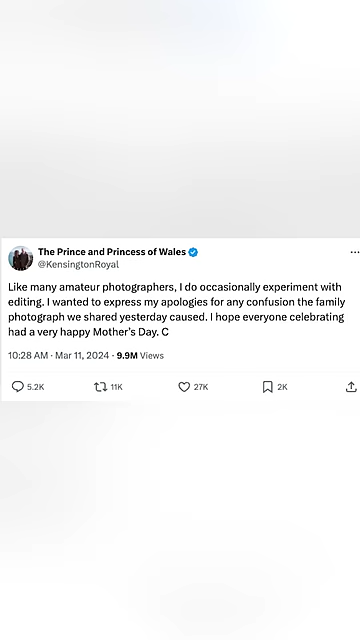 The Prince and Princess of Wales
@KensingtonRoyal
Like many amateur photographers, I do occasionally experiment with
editing. I wanted to express my apologies for any confusion the family
photograph we shared yesterday caused. I hope everyone celebrating
had a very happy Mother's Day. C
10:28 AM · Mar 11, 2024 · 9.9M Views
5.2K 11K 27K 2K